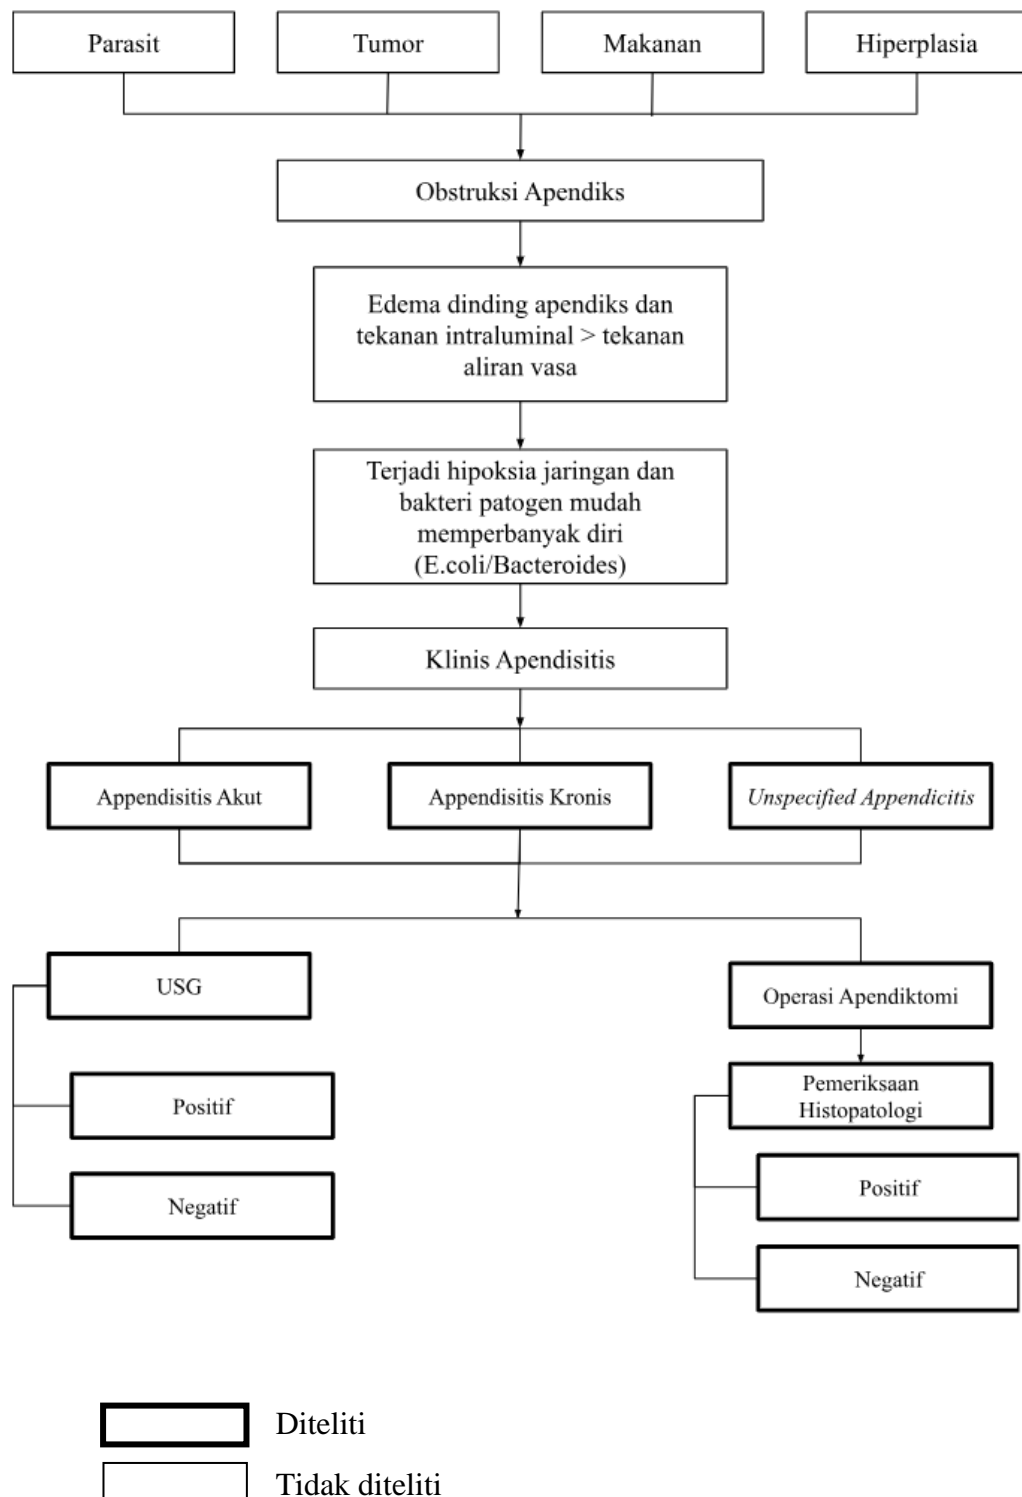 Parasit
Tumor
Makanan
Hiperplasia
Obstruksi Apendiks
Edema dinding apendiks dan
tekanan intraluminal > tekanan
aliran vasa
Terjadi hipoksia jaringan dan
bakteri patogen mudah
memperbanyak diri
(E.coli/Bacteroides)
Klinis Apendisitis
Appendisitis Akut
Appendisitis Kronis
Unspecified Appendicitis
USG
Positif
Negatif
Operasi Apendiktomi
Pemeriksaan
Histopatologi
Positif
Negatif
Diteliti
Tidak diteliti